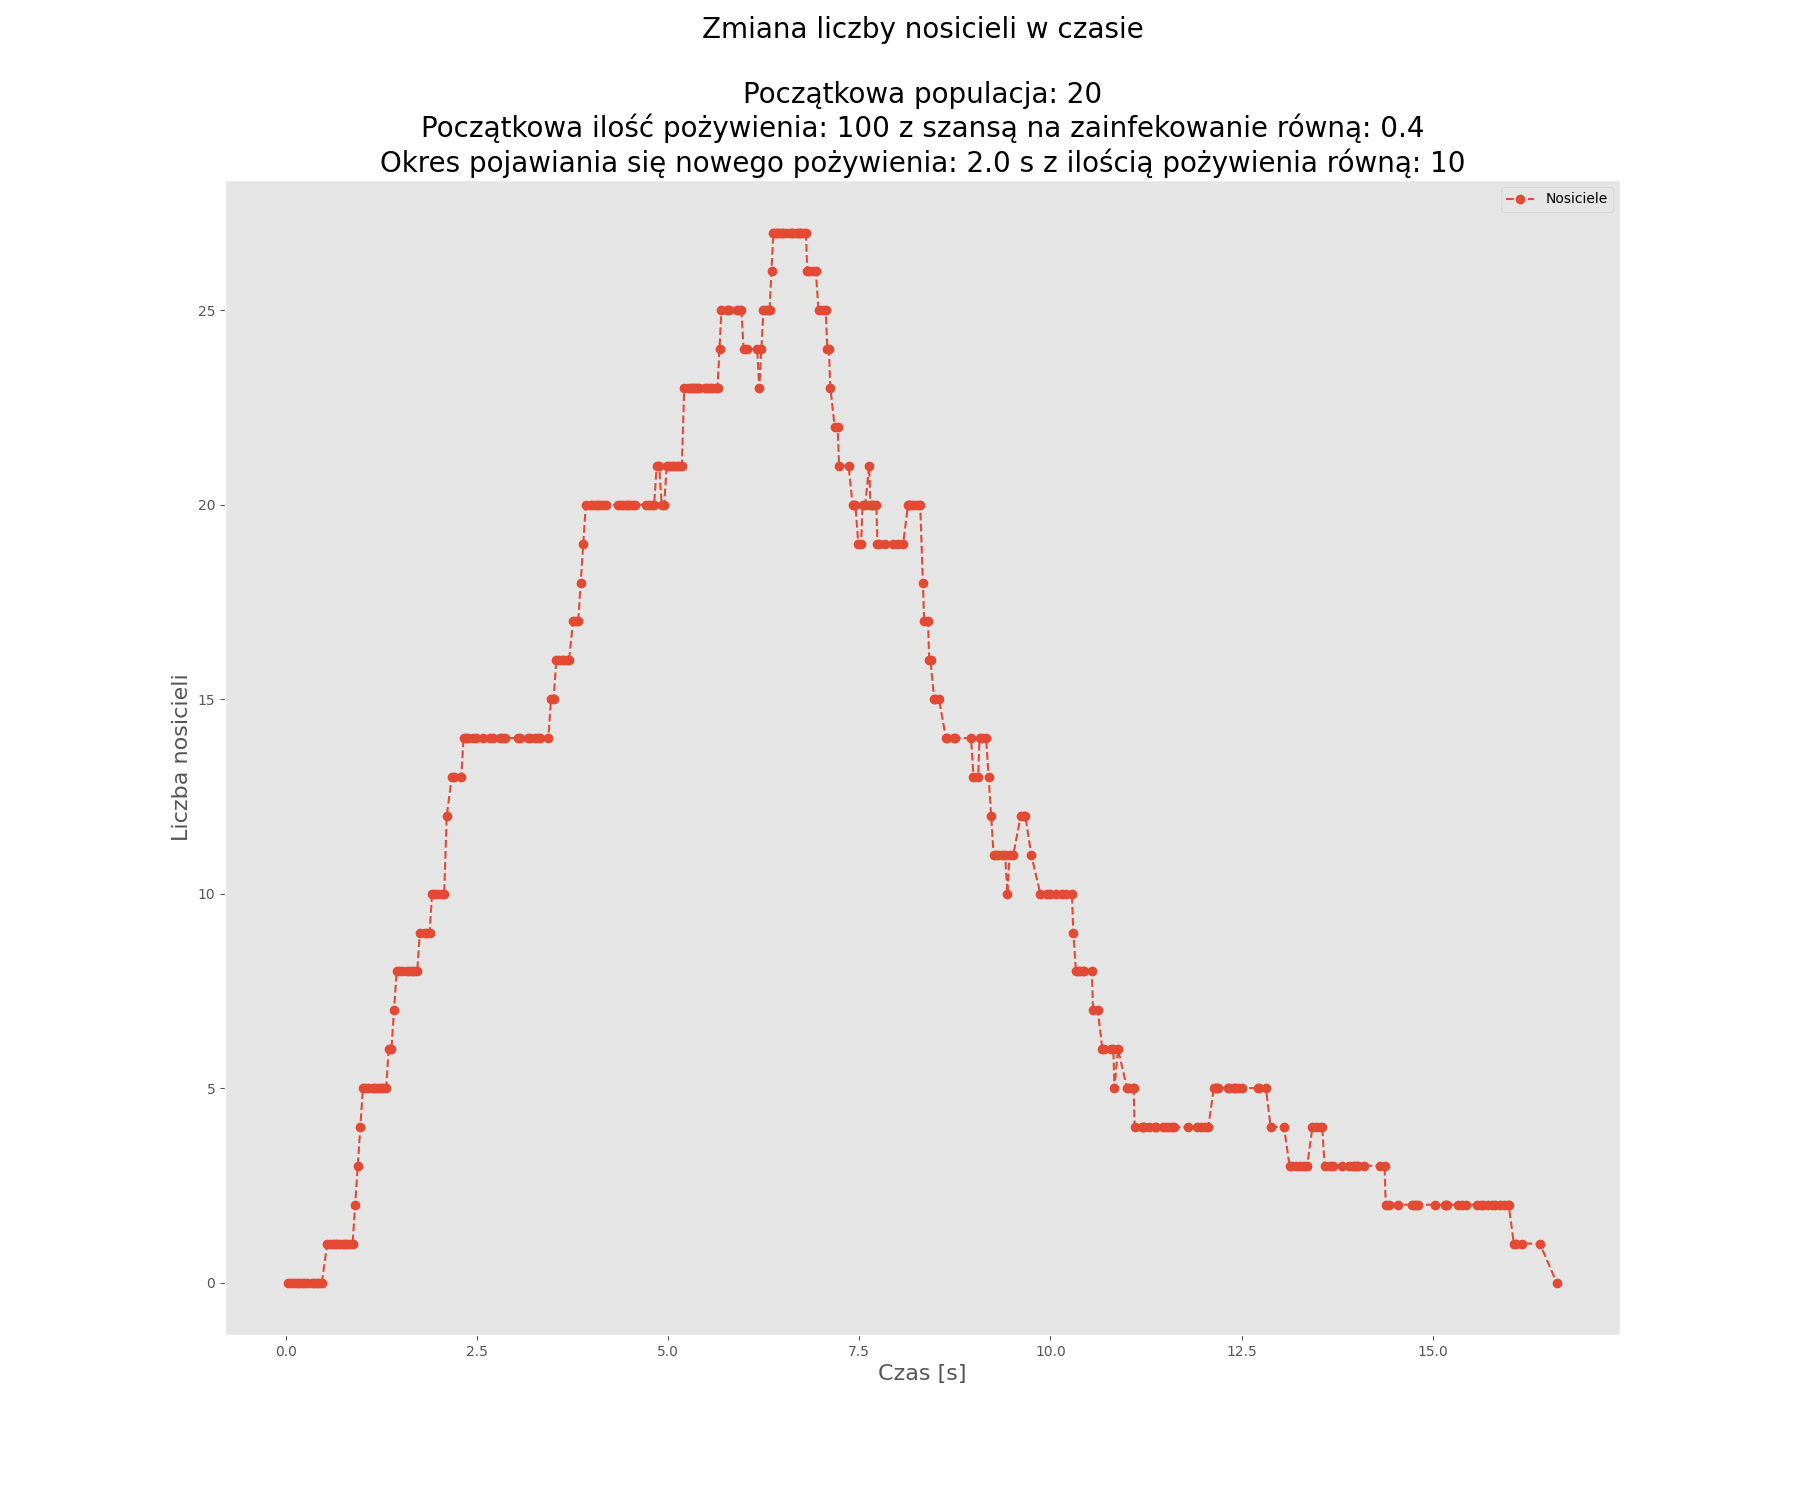 Zmiana liczby nosicieli w czasie
Początkowa populacja: 20
Początkowa ilość pożywienia: 100 z szansą na zainfekowanie równą: 0.4
Okres pojawiania się nowego pożywienia: 2.0 s z ilością pożywienia równą: 10
Nosiciele
25
20
15
10
5
0
Liczba nosicieli
0.0 2.5 5.0 7.5 10.0 12.5 15.0
Czas [s]